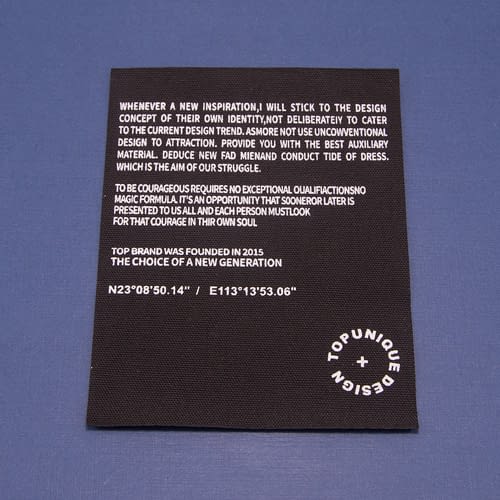 WHENEVER A NEW INSPIRATION,I WILL STICK TO THE DESIGN
CONCEPT OF THEIR OWN IDENTITY,NOT DELIBERATEIY TO CATER
TO THE CURRENT DESIGN TREND. ASMORE NOT USE UNCOWVENTIONAL
DESIGN TO ATTRACTION. PROVIDE YOU WITH THE BEST AUXILIARY
MATERIAL. DEDUCE NEW FAD MIENAND CONDUCT TIDE OF DRESS.
WHICH IS THE AIM OF OUR STRUGGLE.
TO BE COURAGEOUS REQUIRES NO EXCEPTIONAL OUALIFIACTIONSNO
MAGIC FORMULA. IT'S AN OPPORTUNITY THAT SOONEROR LATER IS
PRESENTED TO US ALL AND EACH PERSON MUSTLOOK
FOR THAT COURAGE IN THIR OWN SOUL
TOP BRAND WAS FOUNDED IN 2015
THE CHOICE OF A NEW GENERATION
N23°08'50.14" / E113°13'53.06"
TOPUNIQUE DESIGN
+